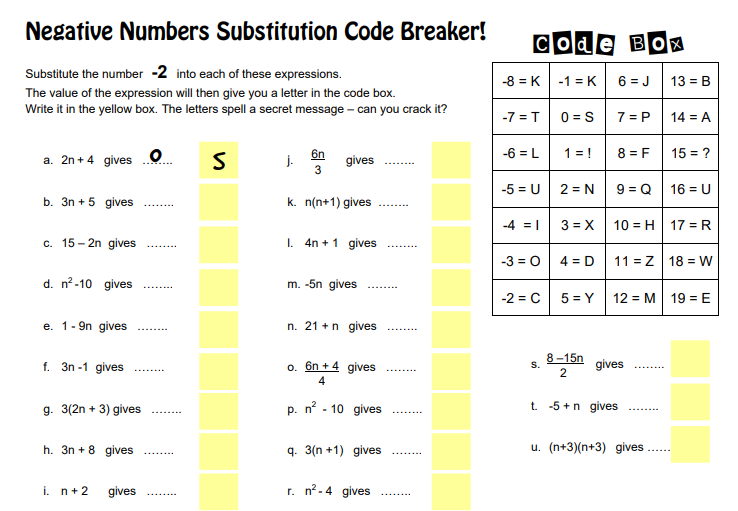 Negative Numbers Substitution Code Breaker!
Code Box
Substitute the number -2 into each of these expressions.
The value of the expression will then give you a letter in the code box.
Write it in the yellow box. The letters spell a secret message – can you crack it?
-8 = K -1 = K 6 = J 13 = B
-7 = T 0 = S 7 = P 14 = A
-6 = L 1 = ! 8 = F 15 = ?
-5 = U 2 = N 9 = Q 16 = U
-4 = I 3 = X 10 = H 17 = R
-3 = O 4 = D 11 = Z 18 = W
-2 = C 5 = Y 12 = M 19 = E
a. 2n + 4 gives ...0..... S
b. 3n + 5 gives ........
c. 15 – 2n gives ........
d. n² -10 gives ........
e. 1 - 9n gives ........
f. 3n -1 gives ........
g. 3(2n + 3) gives ........
h. 3n + 8 gives ........
i. n + 2 gives ........
j. 6n/3 gives ........
k. n(n+1) gives ........
l. 4n + 1 gives ........
m. -5n gives ........
n. 21 + n gives ........
o. 6n + 4/4 gives ........
p. n² - 10 gives ........
q. 3(n +1) gives ........
r. n² - 4 gives ........
s. 8 –15n/2 gives ........
t. -5 + n gives ........
u. (n+3)(n+3) gives ......